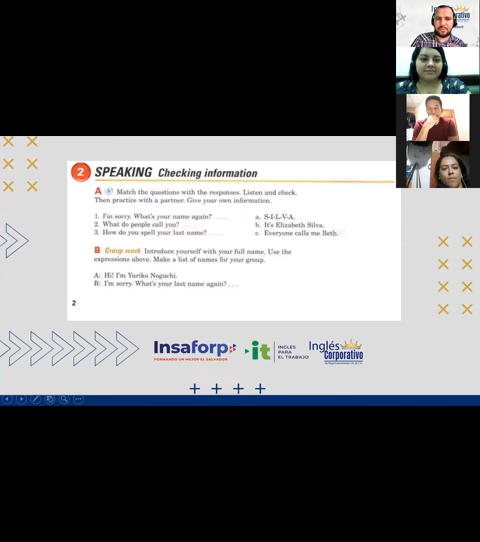 Inglés
Corporativo
2 SPEAKING Checking information
A Match the questions with the responses. Listen and check.
Then practice with a partner. Give your own information.
1. I'm sorry. What's your name again? ........ a. S-I-L-V-A.
2. What do people call you? ........ b. It's Elizabeth Silva.
3. How do you spell your last name? ........ c. Everyone calls me Beth.
B Group work Introduce yourself with your full name. Use the
expressions above. Make a list of names for your group.
A: Hi! I'm Yuriko Noguchi.
B: I'm sorry. What's your last name again? . . .
2
Insaforp
FORMANDO UN MEJOR EL SALVADOR
it
INGLÉS
PARA
EL TRABAJO
Inglés
Corporativo